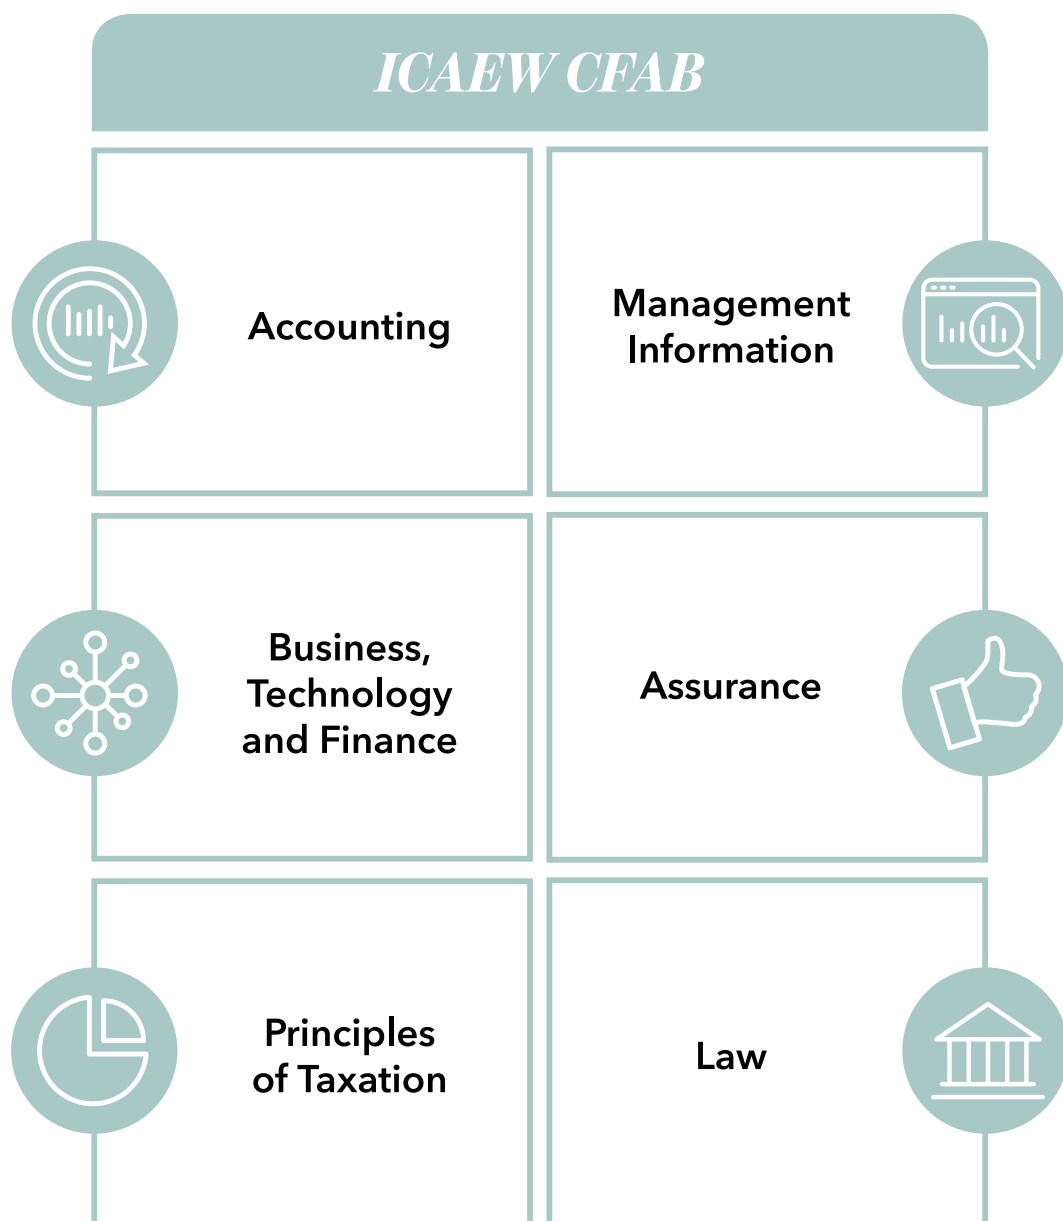 ICAEW CFAB
Accounting
Management
Information
Business,
Technology
and Finance
Assurance
Principles
of Taxation
Law